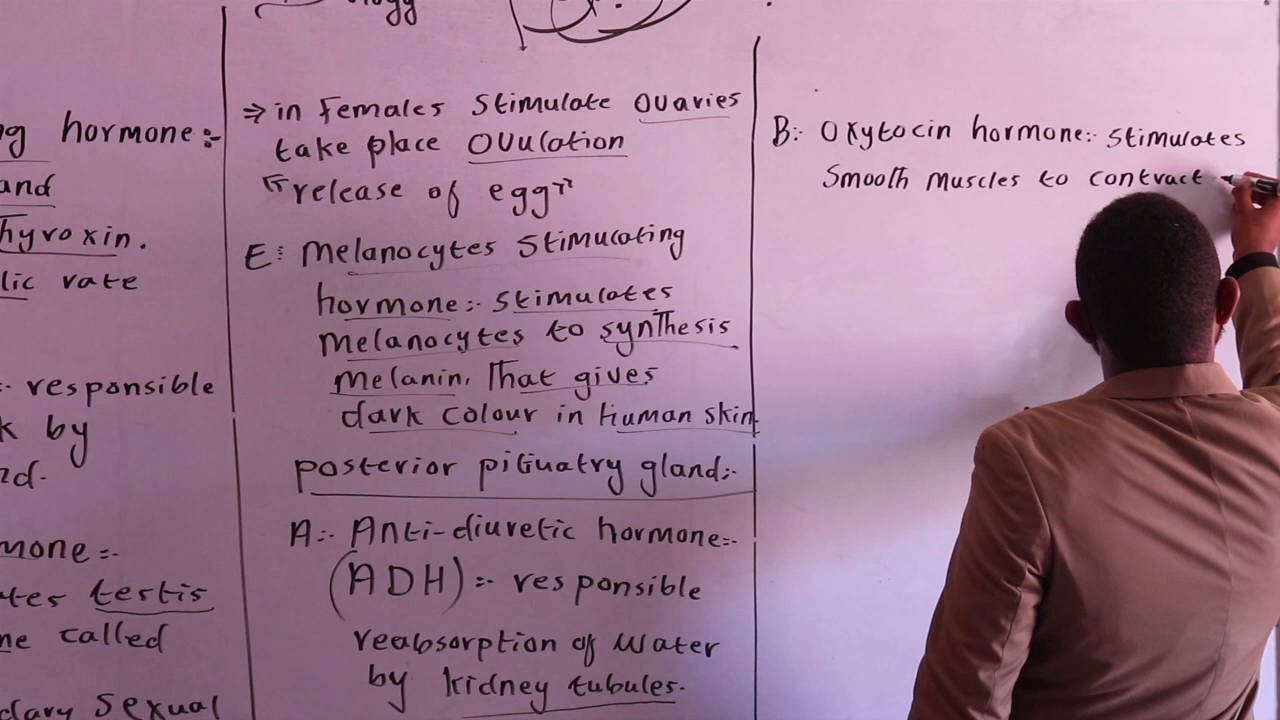 hormone:-
and
Thyroxin.
lic rate
:- responsible
k by
nd.
mone:-
tes testis
ne called
dary sexual
⇒ in Females stimulate ovaries
take place ovulation
"release of egg"
E: Melanocytes stimucating
hormone:- stimulates
melanocytes to synthesis
melanin, that gives
dark colour in Human skin
posterior pituatry gland:-
A:- Anti-diuretic hormone:-
(ADH):- responsible
reabsorption of water
by kidney tubules.
B:- Oxytocin hormone:- stimulates
Smooth Muscles to contract